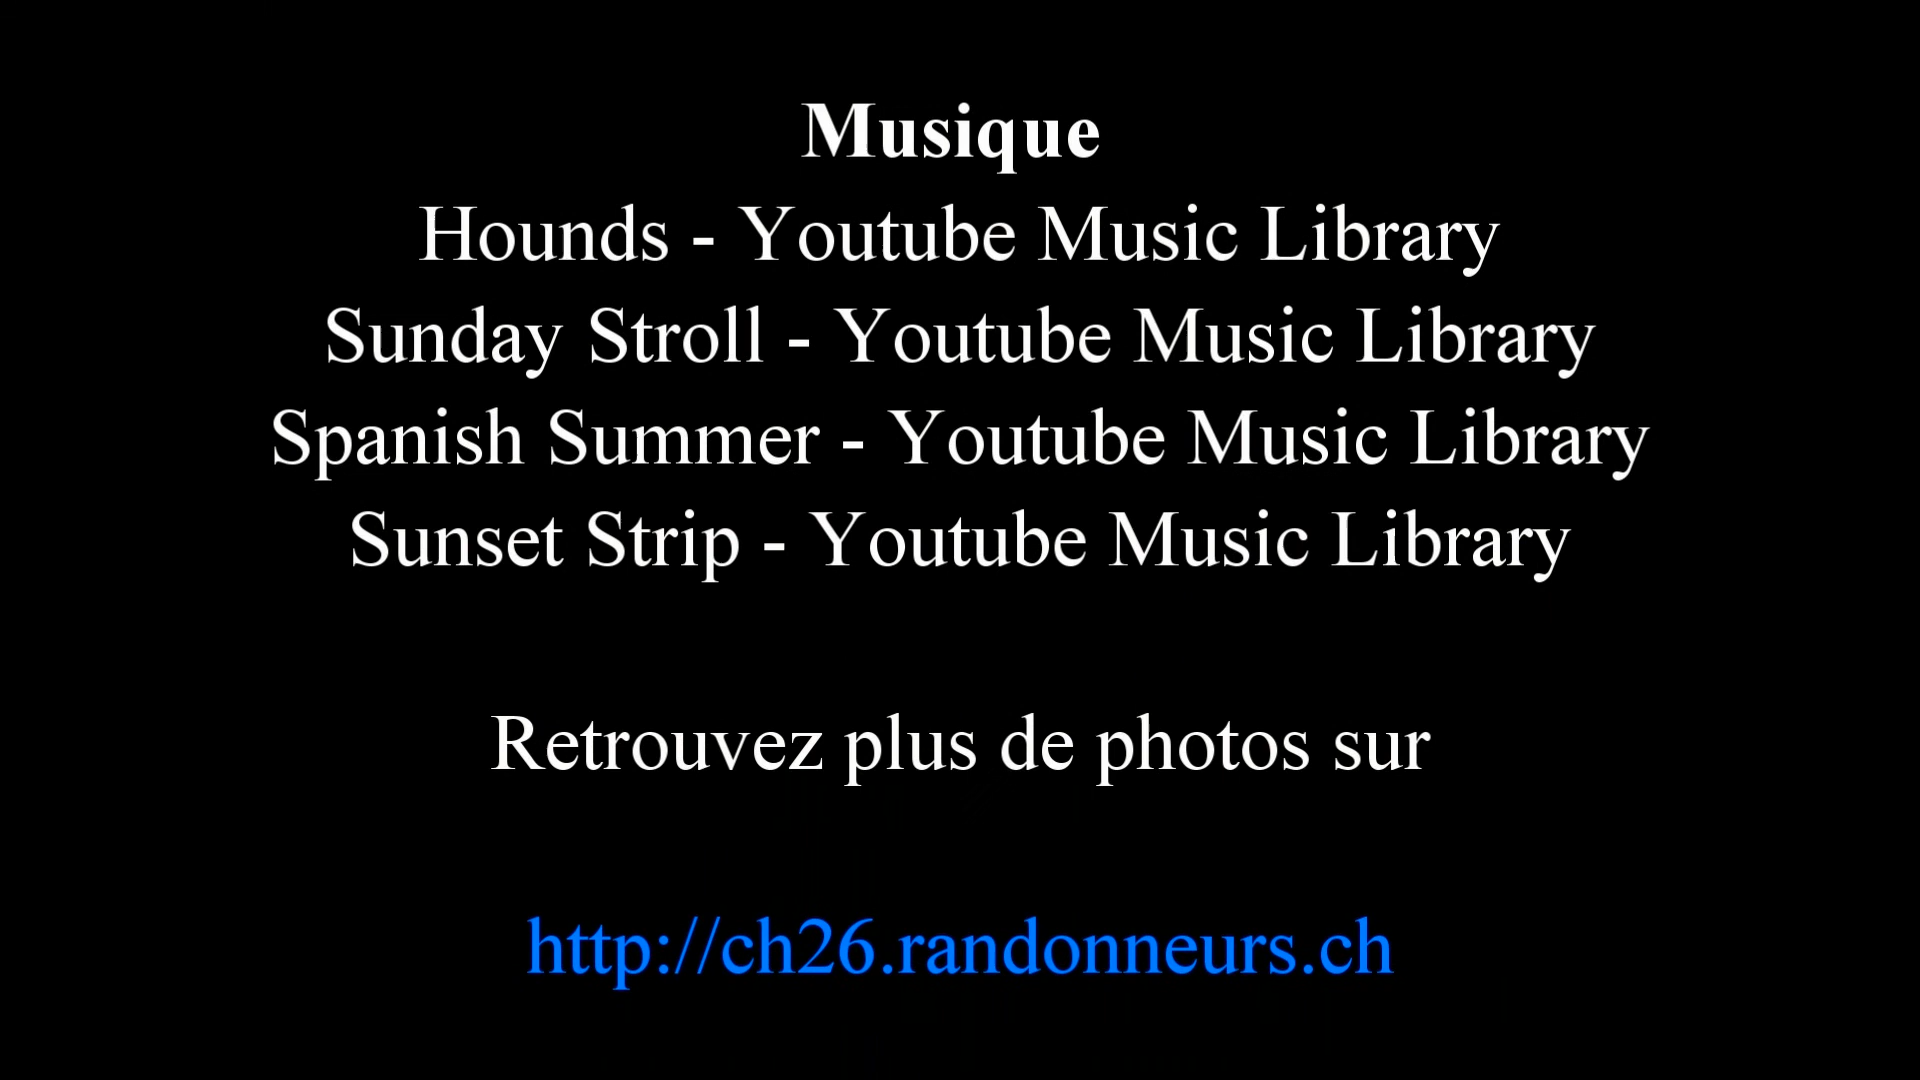 Musique
Hounds - Youtube Music Library
Sunday Stroll - Youtube Music Library
Spanish Summer - Youtube Music Library
Sunset Strip - Youtube Music Library
Retrouvez plus de photos sur
http://ch26.randonneurs.ch